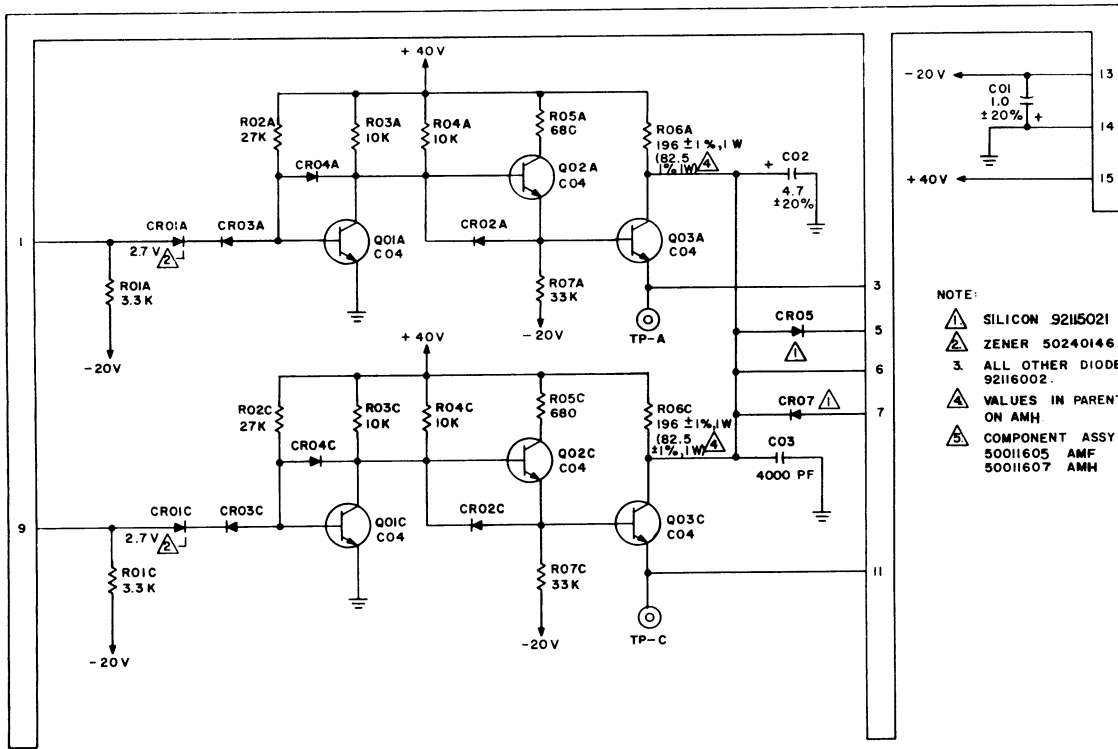 + 40V
R02A
27K
R03A
10K
R04A
10K
R05A
680
R06A
196 ±1%,1W
(82.5
1% 1W) 4
CR04A
Q02A
C04
+ C02
4.7
±20%
CR01A
2.7V 2
CR03A
CR02A
1
Q01A
C04
Q03A
C04
R01A
3.3K
R07A
33K
-20V
-20V
TP-A
3
CR05
1
5
6
CR07 1
7
+40V
R02C
27K
R03C
10K
R04C
10K
R05C
680
R06C
196 ±1%,1W
(82.5
±1%,1W) 4
CR04C
Q02C
C04
C03
4000 PF
CR01C
2.7V 2
CR03C
CR02C
9
Q01C
C04
Q03C
C04
R01C
3.3K
R07C
33K
-20V
-20V
TP-C
11
-20V
C01
1.0
±20% +
13
14
+40V
15
NOTE:
1 SILICON 92115021
2. ZENER 50240146
3. ALL OTHER DIODE
92116002.
4 VALUES IN PARENT
ON AMH
5 COMPONENT ASSY
50011605 AMF
50011607 AMH